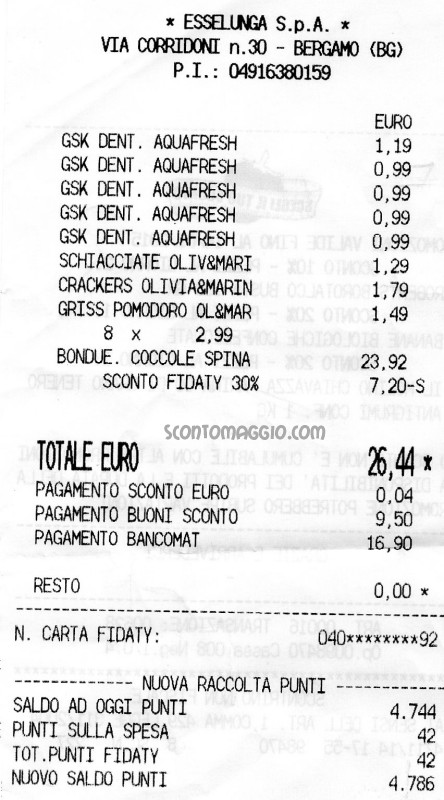 * ESSELUNGA S.p.A. *
VIA CORRIDONI n.30 - BERGAMO (BG)
P.I.: 04916380159
EURO
GSK DENT. AQUAFRESH 1,19
GSK DENT. AQUAFRESH 0,99
GSK DENT. AQUAFRESH 0,99
GSK DENT. AQUAFRESH 0,99
GSK DENT. AQUAFRESH 0,99
SCHIACCIATE OLIV&MARI 1,29
CRACKERS OLIVIA&MARIN 1,79
GRISS POMODORO OL&MAR 1,49
8 x 2,99
BONDUE. COCCOLE SPINA 23,92
SCONTO FIDATY 30% 7,20-S
SCONTOMAGGIO.com
TOTALE EURO 26,44 *
PAGAMENTO SCONTO EURO 0,04
PAGAMENTO BUONI SCONTO 9,50
PAGAMENTO BANCOMAT 16,90
RESTO 0,00 *
N. CARTA FIDATY: 040********92
NUOVA RACCOLTA PUNTI
SALDO AD OGGI PUNTI 4.744
PUNTI SULLA SPESA 42
TOT.PUNTI FIDATY 42
NUOVO SALDO PUNTI 4.786